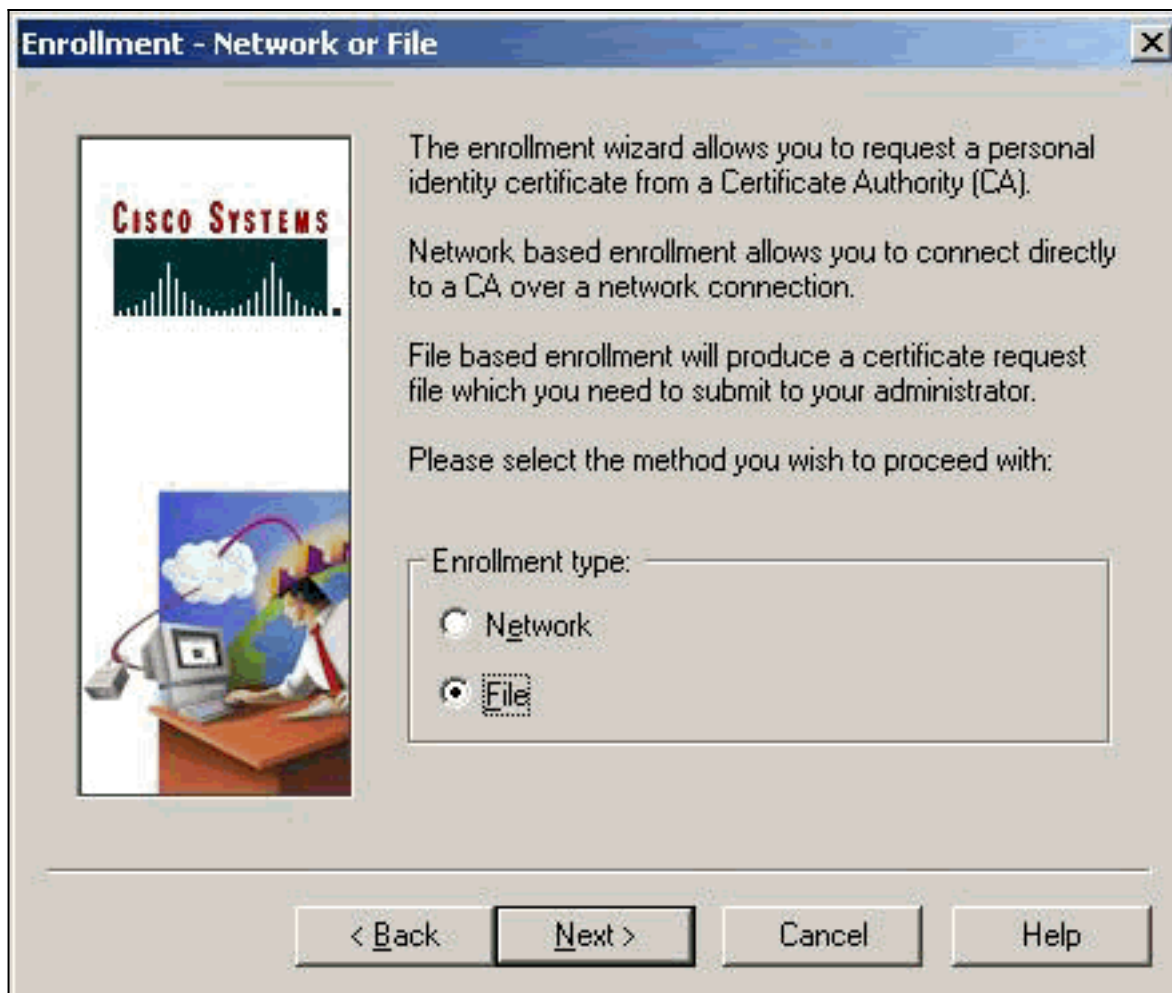 Enrollment - Network or File
CISCO SYSTEMS
The enrollment wizard allows you to request a personal
identity certificate from a Certificate Authority (CA).
Network based enrollment allows you to connect directly
to a CA over a network connection.
File based enrollment will produce a certificate request
file which you need to submit to your administrator.
Please select the method you wish to proceed with:
Enrollment type:
Network
File
< Back
Next >
Cancel
Help